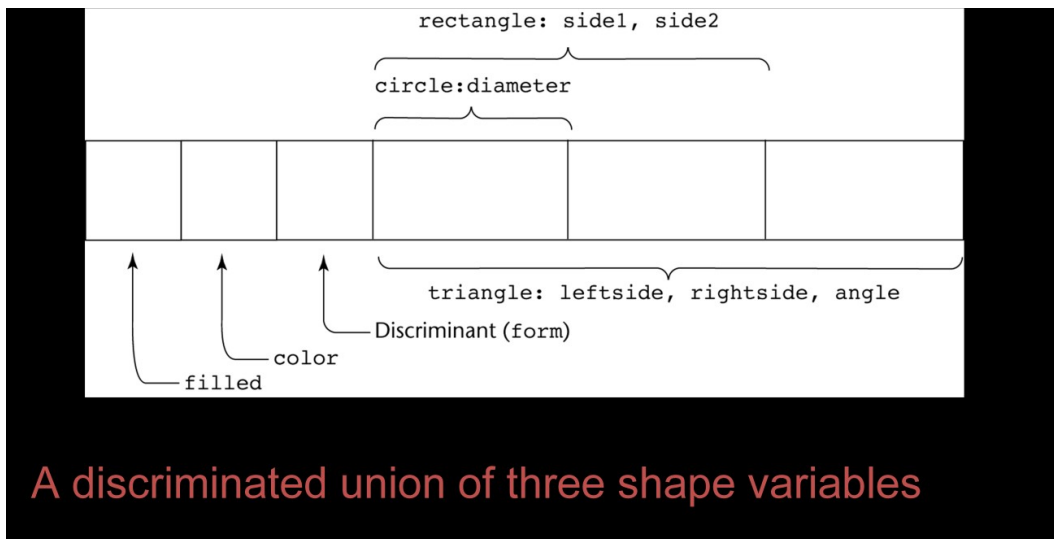 rectangle: side1, side2
circle:diameter
triangle: leftside, rightside, angle
Discriminant (form)
color
filled
A discriminated union of three shape variables